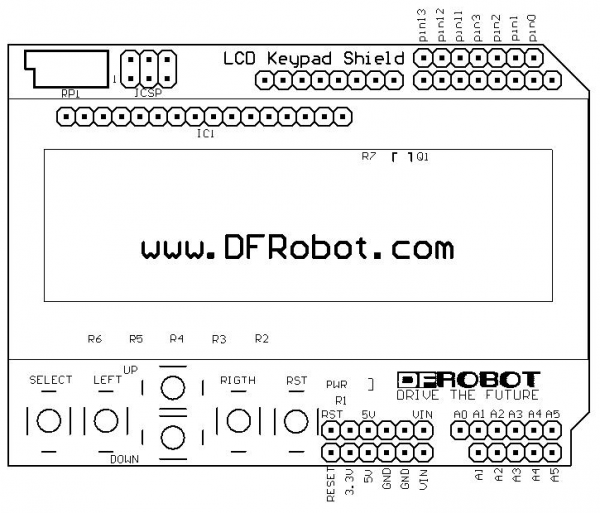 pin13 pin12 pin11 pin3 pin2 pin1 pin0
LCD Keypad Shield
1
RP1 ICSP
IC1
R7 Q1
www.DFRobot.com
R6 R5 R4 R3 R2
UP
SELECT LEFT RIGTH RST PWR DFROBOT
DRIVE THE FUTURE
R1
RST 5V VIN A0 A1 A2 A3 A4 A5
DOWN
RESET 3.3V 5V GND GND VIN A1 A2 A3 A4 A5